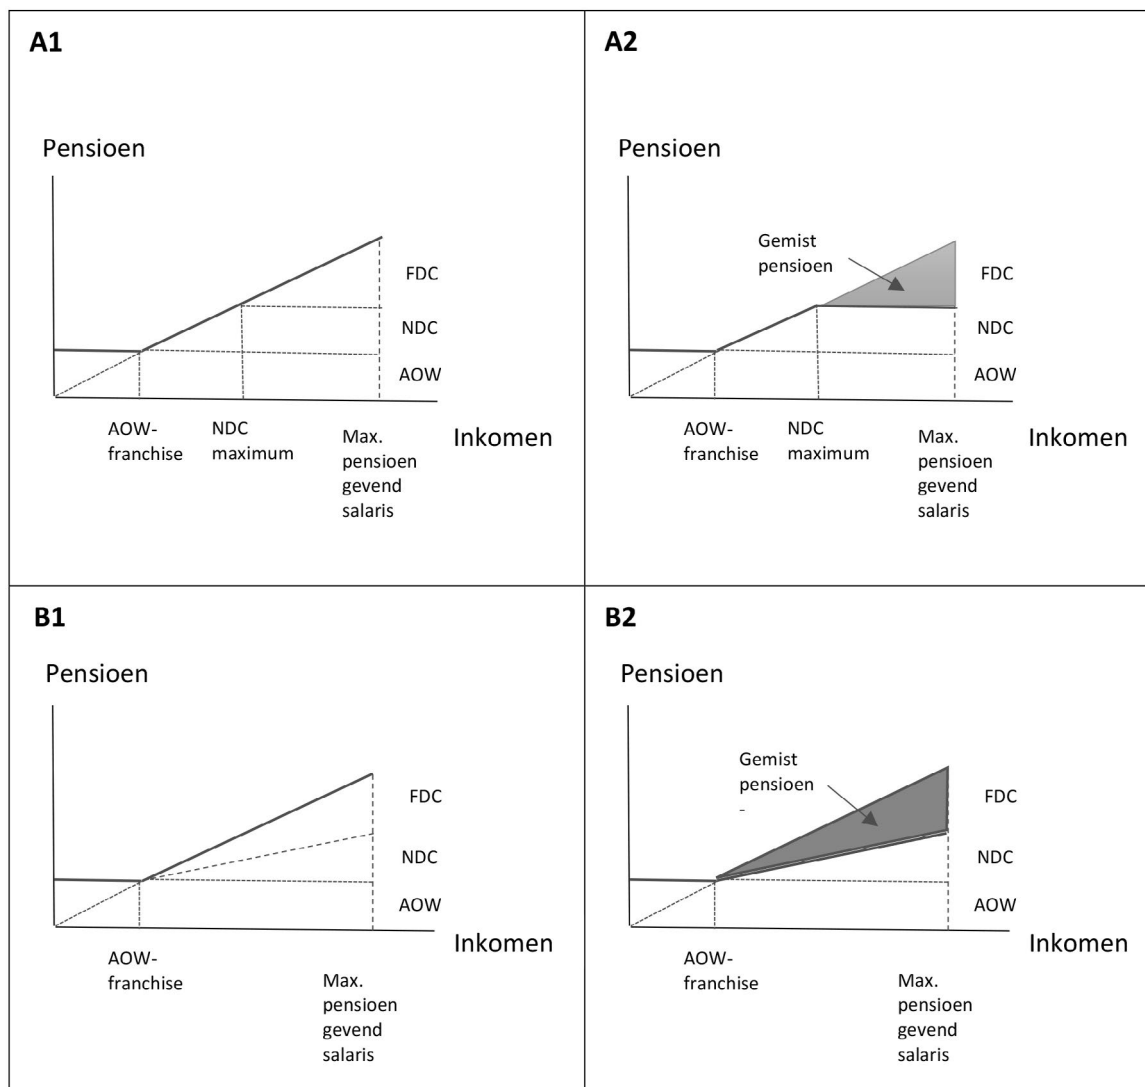 A1
Pensioen
FDC
NDC
AOW
AOW-
franchise
NDC
maximum
Max.
pensioen
gevend
salaris
Inkomen
A2
Pensioen
Gemist
pensioen
FDC
NDC
AOW
AOW-
franchise
NDC
maximum
Max.
pensioen
gevend
salaris
Inkomen
B1
Pensioen
FDC
NDC
AOW
Inkomen
AOW-
franchise
Max.
pensioen
gevend
salaris
B2
Pensioen
Gemist
pensioen
-
FDC
NDC
AOW
Inkomen
AOW-
franchise
Max.
pensioen
gevend
salaris